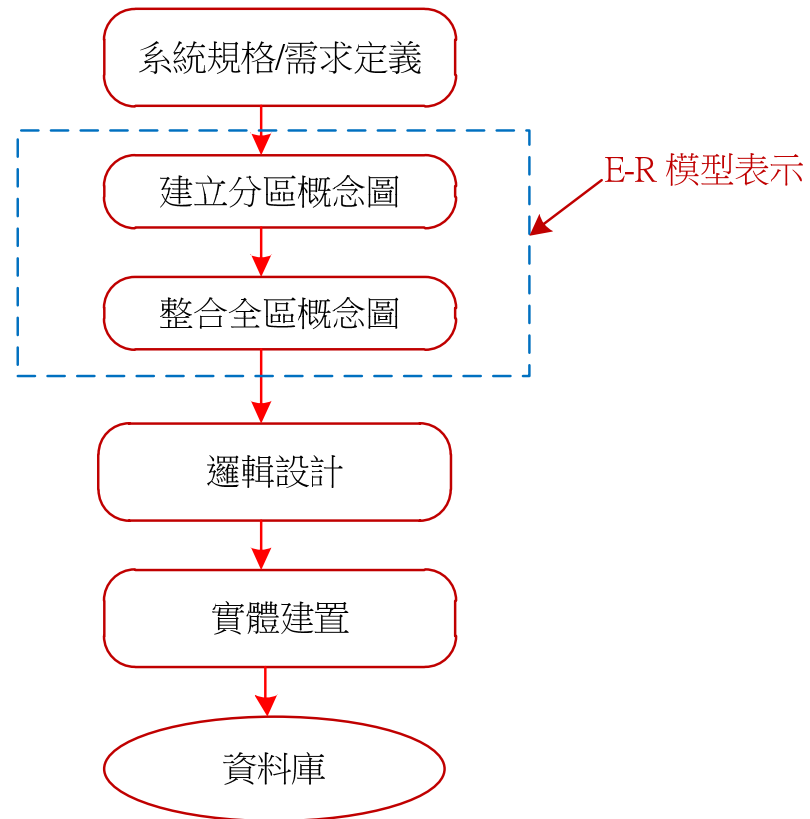 系統規格/需求定義
建立分區概念圖
E-R 模型表示
整合全區概念圖
邏輯設計
實體建置
資料庫